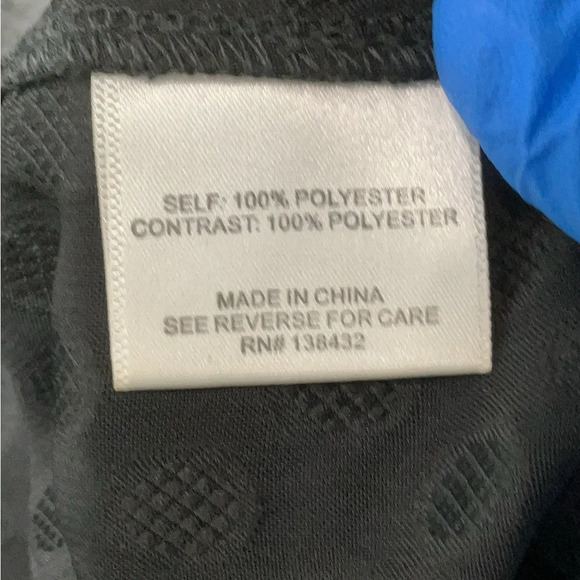 SELF: 100% POLYESTER
CONTRAST: 100% POLYESTER
MADE IN CHINA
SEE REVERSE FOR CARE
RN# 138432